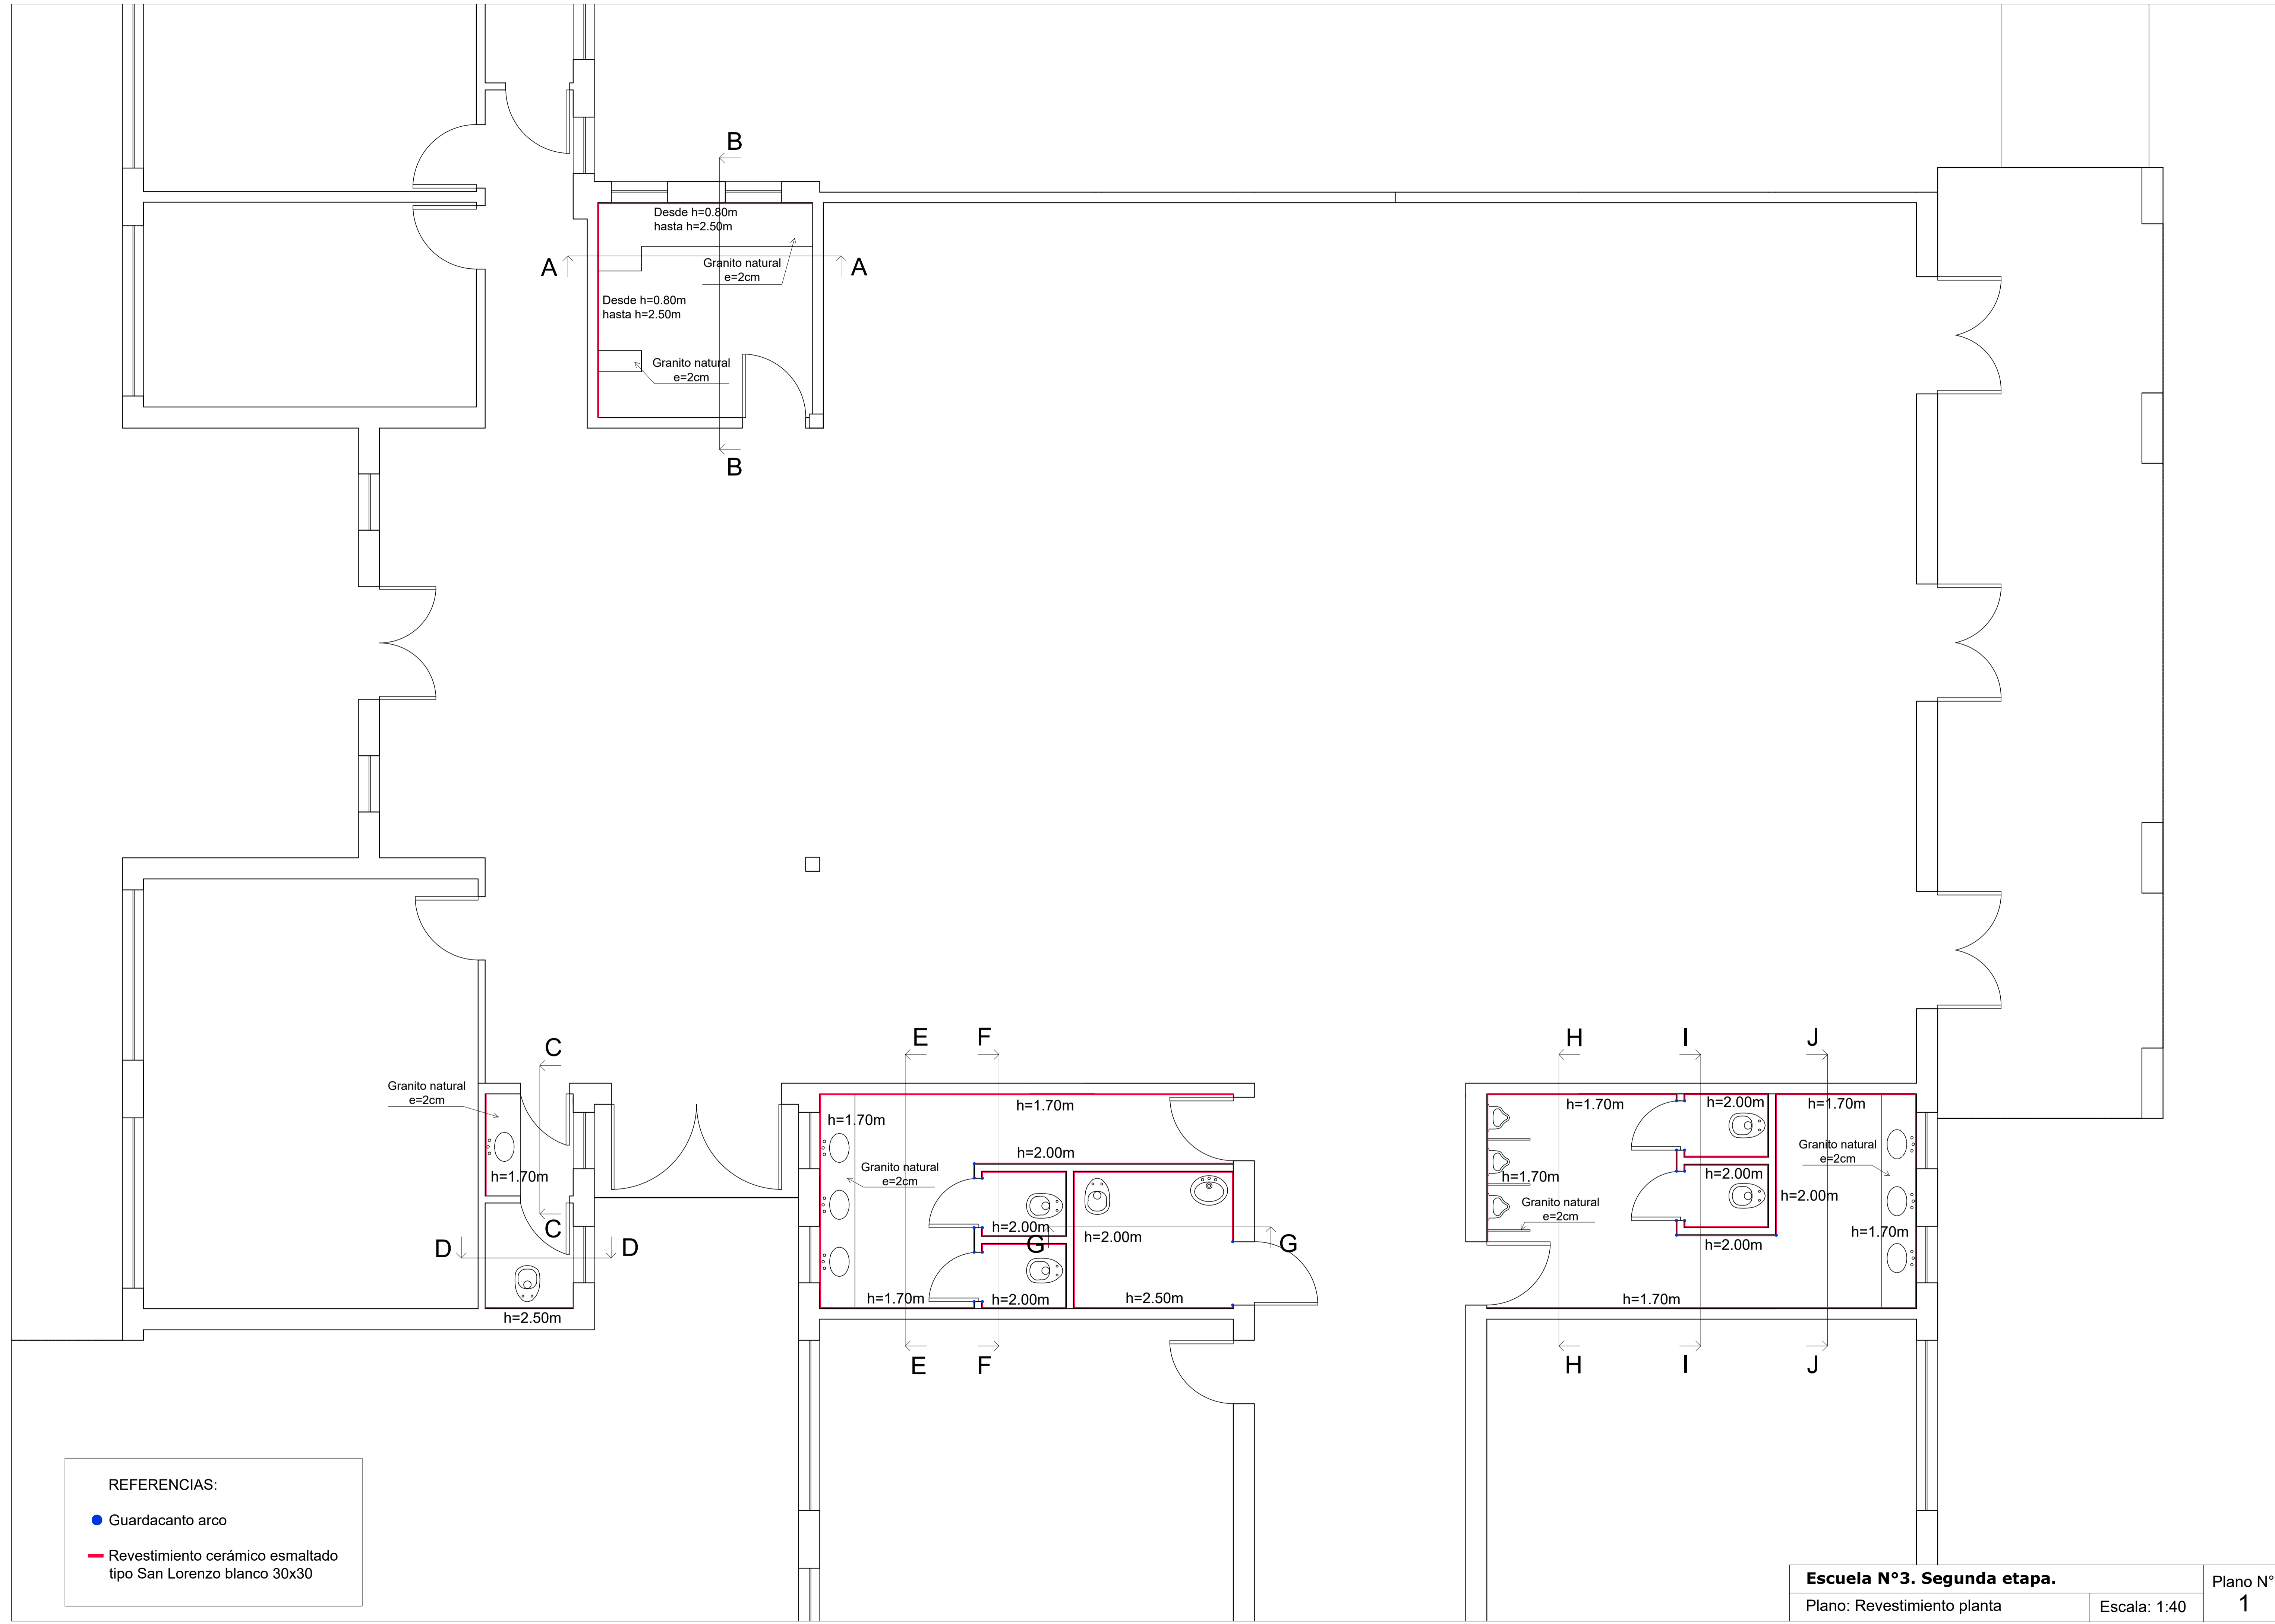 B
Desde h=0.80m
hasta h=2.50m
A
Granito natural
e=2cm
A
Desde h=0.80m
hasta h=2.50m
Granito natural
e=2cm
B
C
E
F
H
I
J
Granito natural
e=2cm
h=1.70m
C
D
D
h=2.50m
h=1.70m
h=1.70m
h=2.00m
Granito natural
e=2cm
h=2.00m
G
h=2.00m
G
h=1.70m
h=2.00m
h=2.50m
E
F
h=1.70m
h=2.00m
h=1.70m
Granito natural
e=2cm
h=1.70m
h=2.00m
h=2.00m
Granito natural
e=2cm
h=1.70m
h=2.00m
h=1.70m
H
I
J
REFERENCIAS:
Guardacanto arco
Revestimiento cerámico esmaltado
tipo San Lorenzo blanco 30x30
Escuela N°3. Segunda etapa.
Plano: Revestimiento planta
Escala: 1:40
Plano N°
1